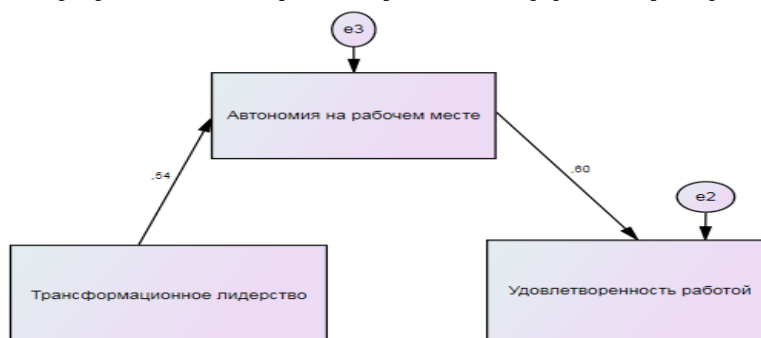 e3
Автономия на рабочем месте
,54
,60
e2
Трансформационное лидерство
Удовлетворенность работой